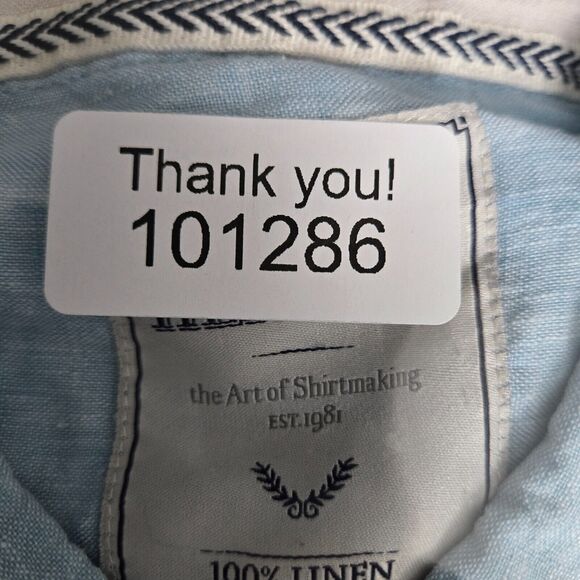 Thank you!
101286
the Art of Shirtmaking
EST.1981
100% LINEN